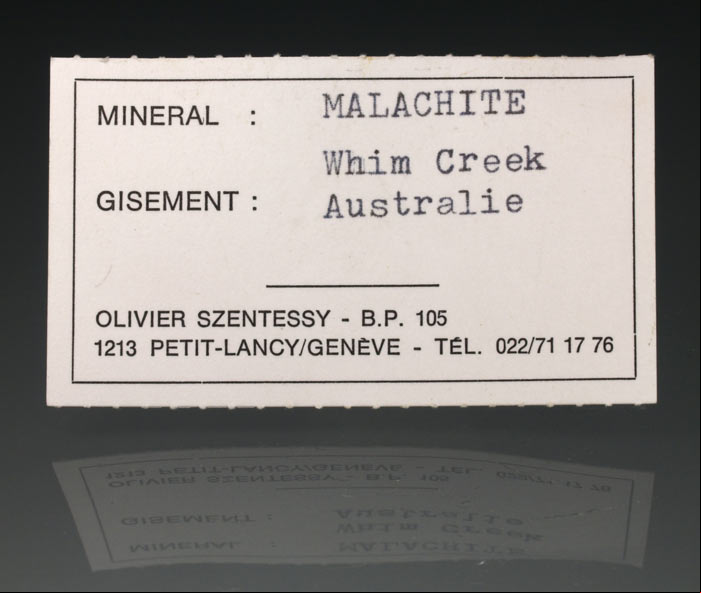 MINERAL : MALACHITE
Whim Creek
GISEMENT : Australie
OLIVIER SZENTESSY - B.P. 105
1213 PETIT-LANCY/GENÈVE - TÉL. 022/71 17 76